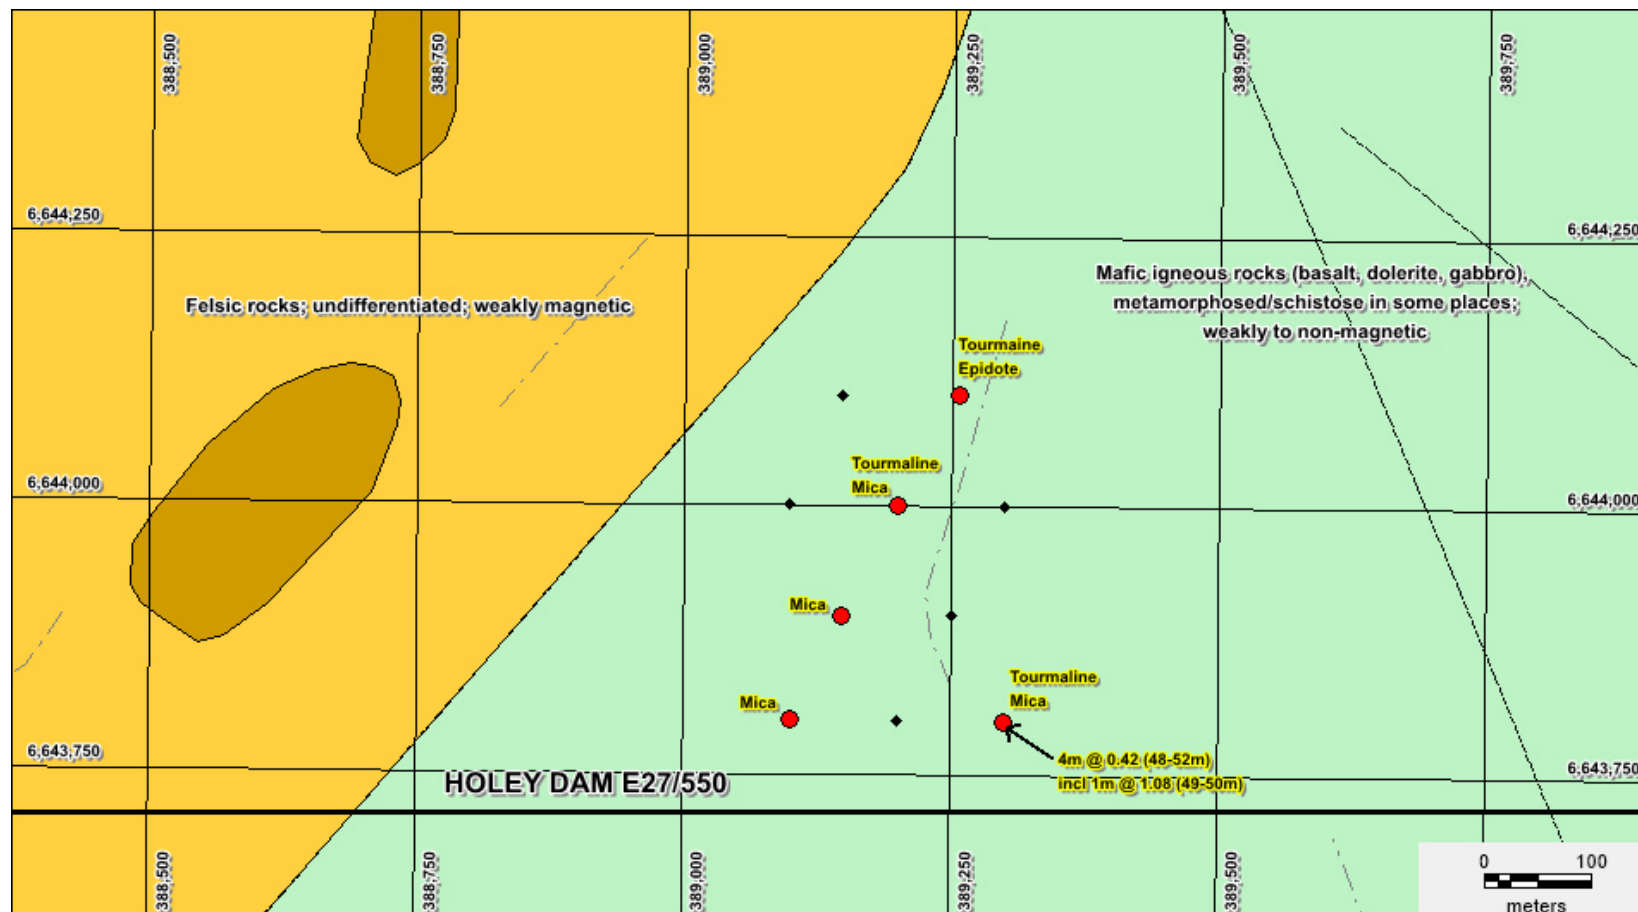 388,500
388,750
389,000
389,250
389,500
389,750
6,644,250
6,644,250
Felsic rocks; undifferentiated; weakly magnetic
Mafic igneous rocks (basalt, dolerite, gabbro),
metamorphosed/schistose in some places;
weakly to non-magnetic
Tourmaine
Epidote
Tourmaline
Mica
6,644,000
6,644,000
Mica
Mica
Tourmaline
Mica
4m @ 0.42 (48-52m)
incl 1m @ 1.08 (49-50m)
6,643,750
6,643,750
HOLEY DAM E27/550
388,500
388,750
389,000
389,250
389,500
0 100
meters